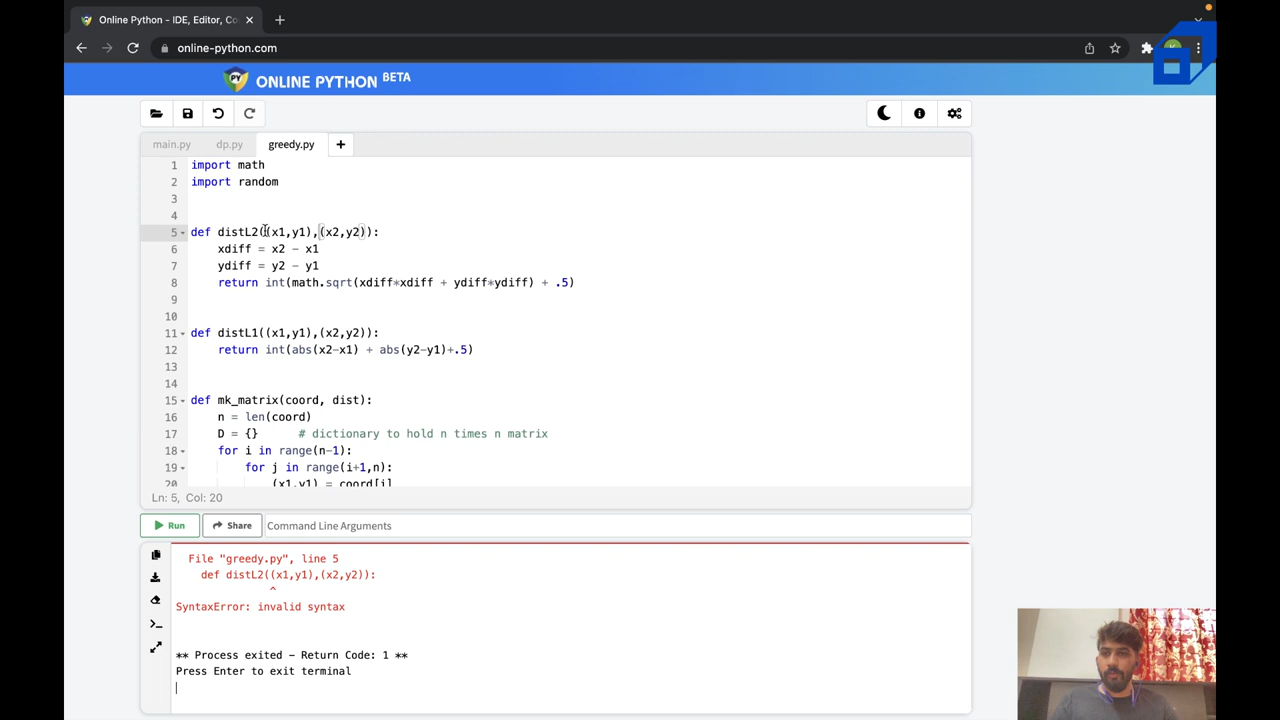 Online Python - IDE, Editor, Co
online-python.com
PY ONLINE PYTHON BETA
main.py dp.py greedy.py +
1 import math
2 import random
3
4
5 def distL2((x1,y1),(x2,y2)):
6 xdiff = x2 - x1
7 ydiff = y2 - y1
8 return int(math.sqrt(xdiff*xdiff + ydiff*ydiff) + .5)
9
10
11 def distL1((x1,y1),(x2,y2)):
12 return int(abs(x2-x1) + abs(y2-y1)+.5)
13
14
15 def mk_matrix(coord, dist):
16 n = len(coord)
17 D = {} # dictionary to hold n times n matrix
18 for i in range(n-1):
19 for j in range(i+1,n):
20 (x1,y1) = coord[i]
Ln: 5, Col: 20
Run Share Command Line Arguments
File "greedy.py", line 5
def distL2((x1,y1),(x2,y2)):
^
SyntaxError: invalid syntax
** Process exited - Return Code: 1 **
Press Enter to exit terminal